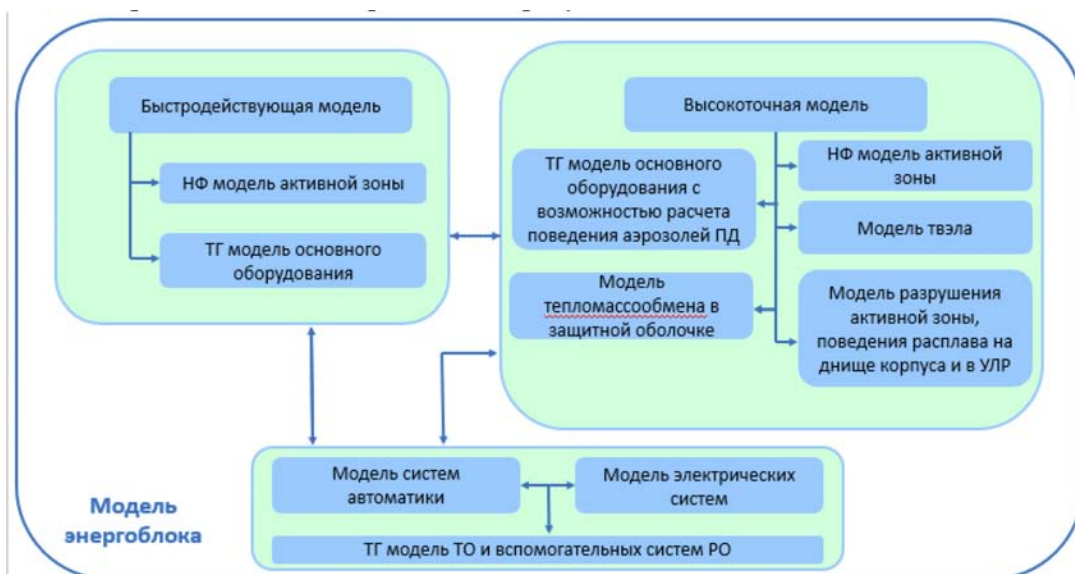 Быстродействующая модель
НФ модель активной зоны
ТГ модель основного
оборудования
Высокоточная модель
ТГ модель основного
оборудования с
возможностью расчета
поведения аэрозолей ПД
Модель
тепломассообмена в
защитной оболочке
НФ модель активной
зоны
Модель твэла
Модель разрушения
активной зоны,
поведения расплава на
днище корпуса и в УЛР
Модель систем
автоматики
Модель электрических
систем
ТГ модель ТО и вспомогательных систем РО
Модель
энергоблока